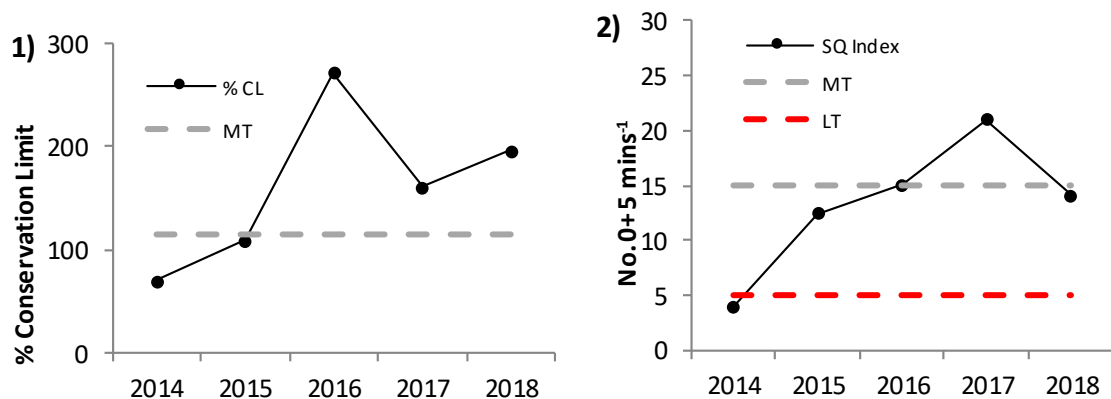 1)
% Conservation Limit
300
200
100
0
% CL
MT
2014 2015 2016 2017 2018
2)
No.0+ 5 mins-1
30
25
20
15
10
5
0
SQ Index
MT
LT
2014 2015 2016 2017 2018